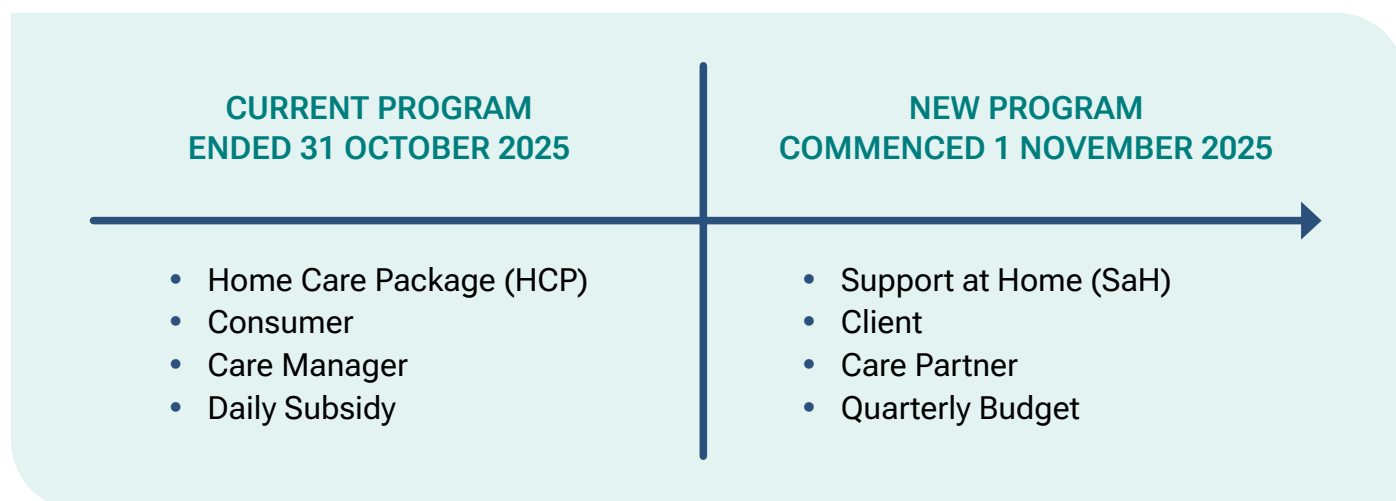 CURRENT PROGRAM
ENDED 31 OCTOBER 2025
• Home Care Package (HCP)
• Consumer
• Care Manager
• Daily Subsidy
NEW PROGRAM
COMMENCED 1 NOVEMBER 2025
• Support at Home (SaH)
• Client
• Care Partner
• Quarterly Budget